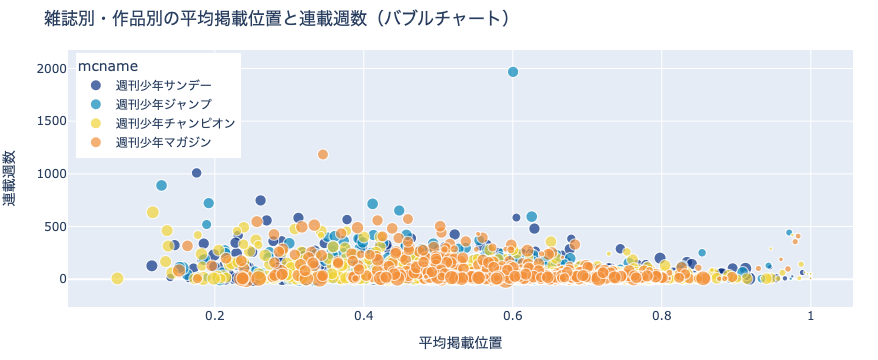 雑誌別・作品別の平均掲載位置と連載週数（バブルチャート）
mcname
週刊少年サンデー
週刊少年ジャンプ
週刊少年チャンピオン
週刊少年マガジン
連載週数
2000
1500
1000
500
0
0.2
0.4
0.6
0.8
1
平均掲載位置